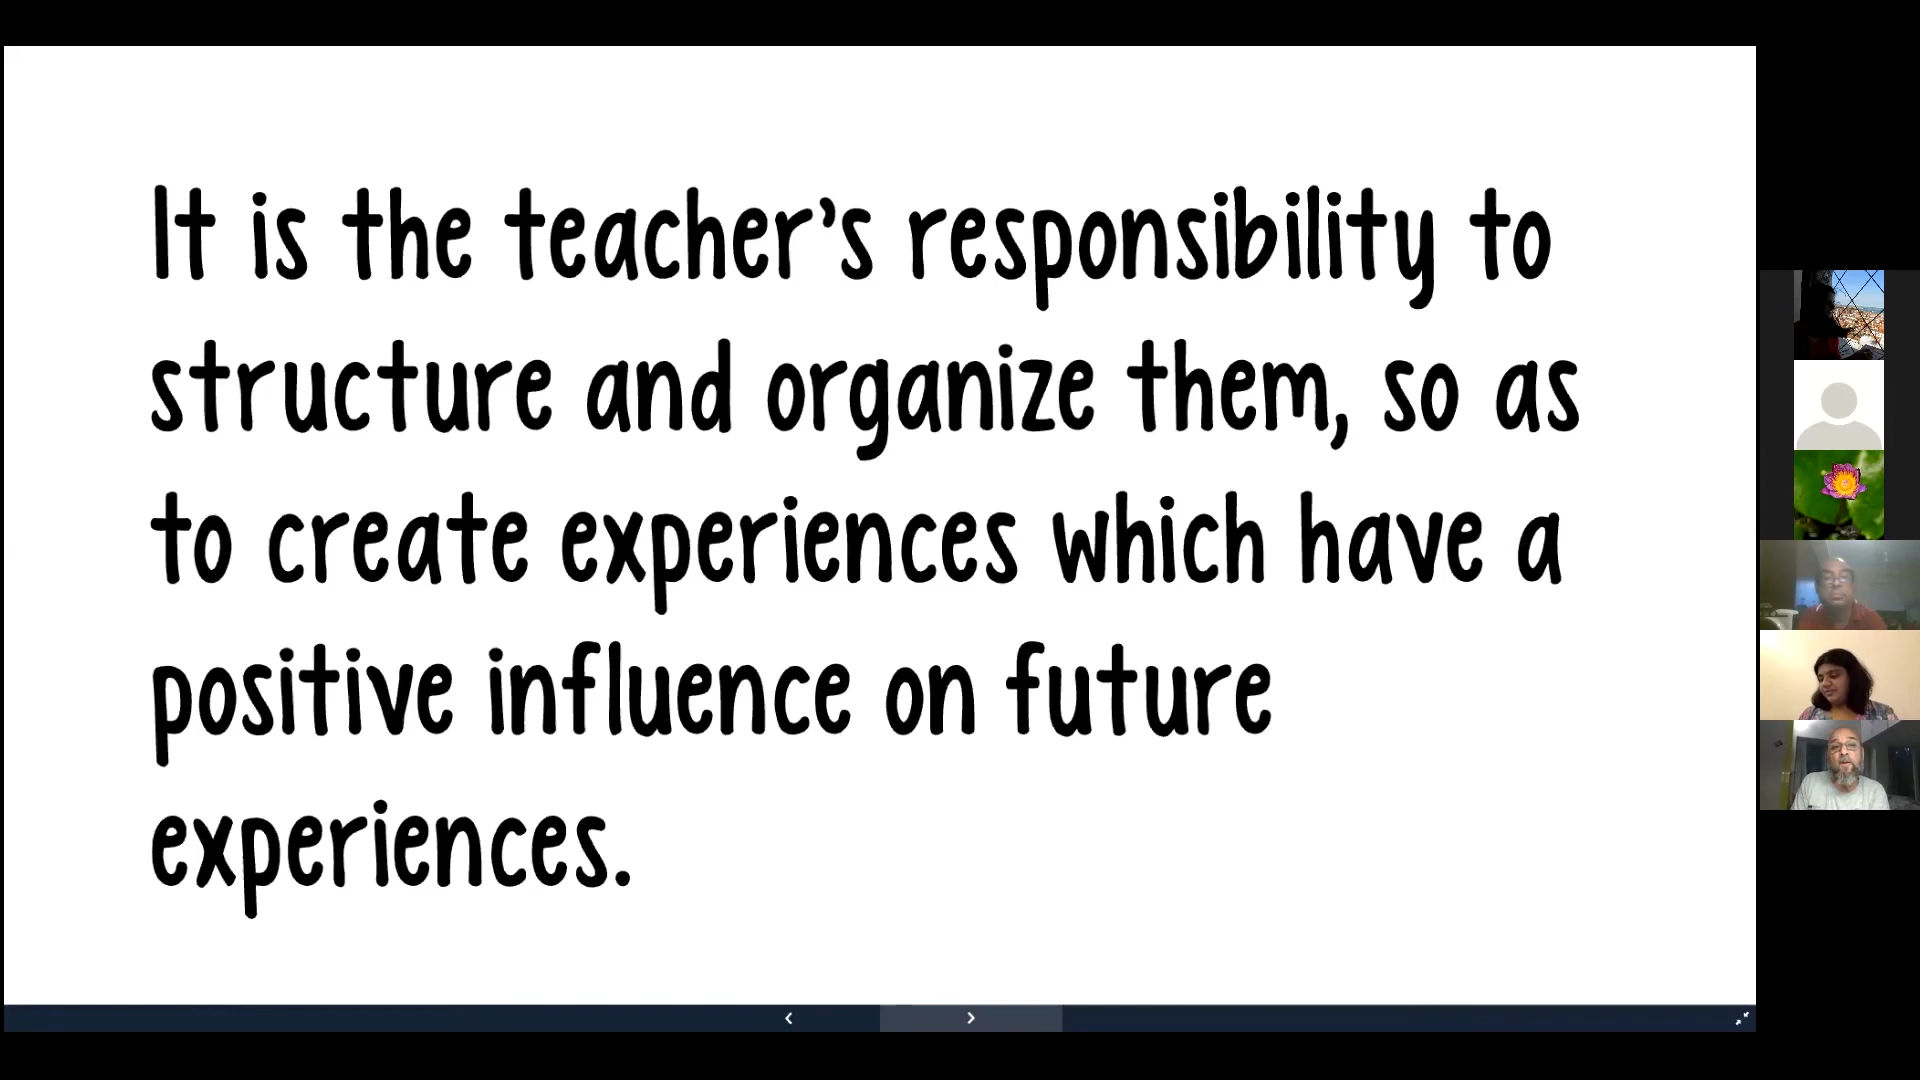 It is the teacher’s responsibility to
structure and organize them, so as
to create experiences which have a
positive influence on future
experiences.